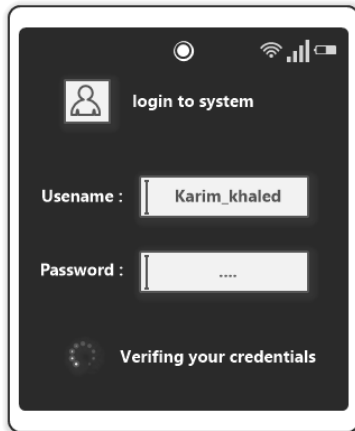 login to system
Usename :
Karim_khaled
Password :
....
Verifing your credentials